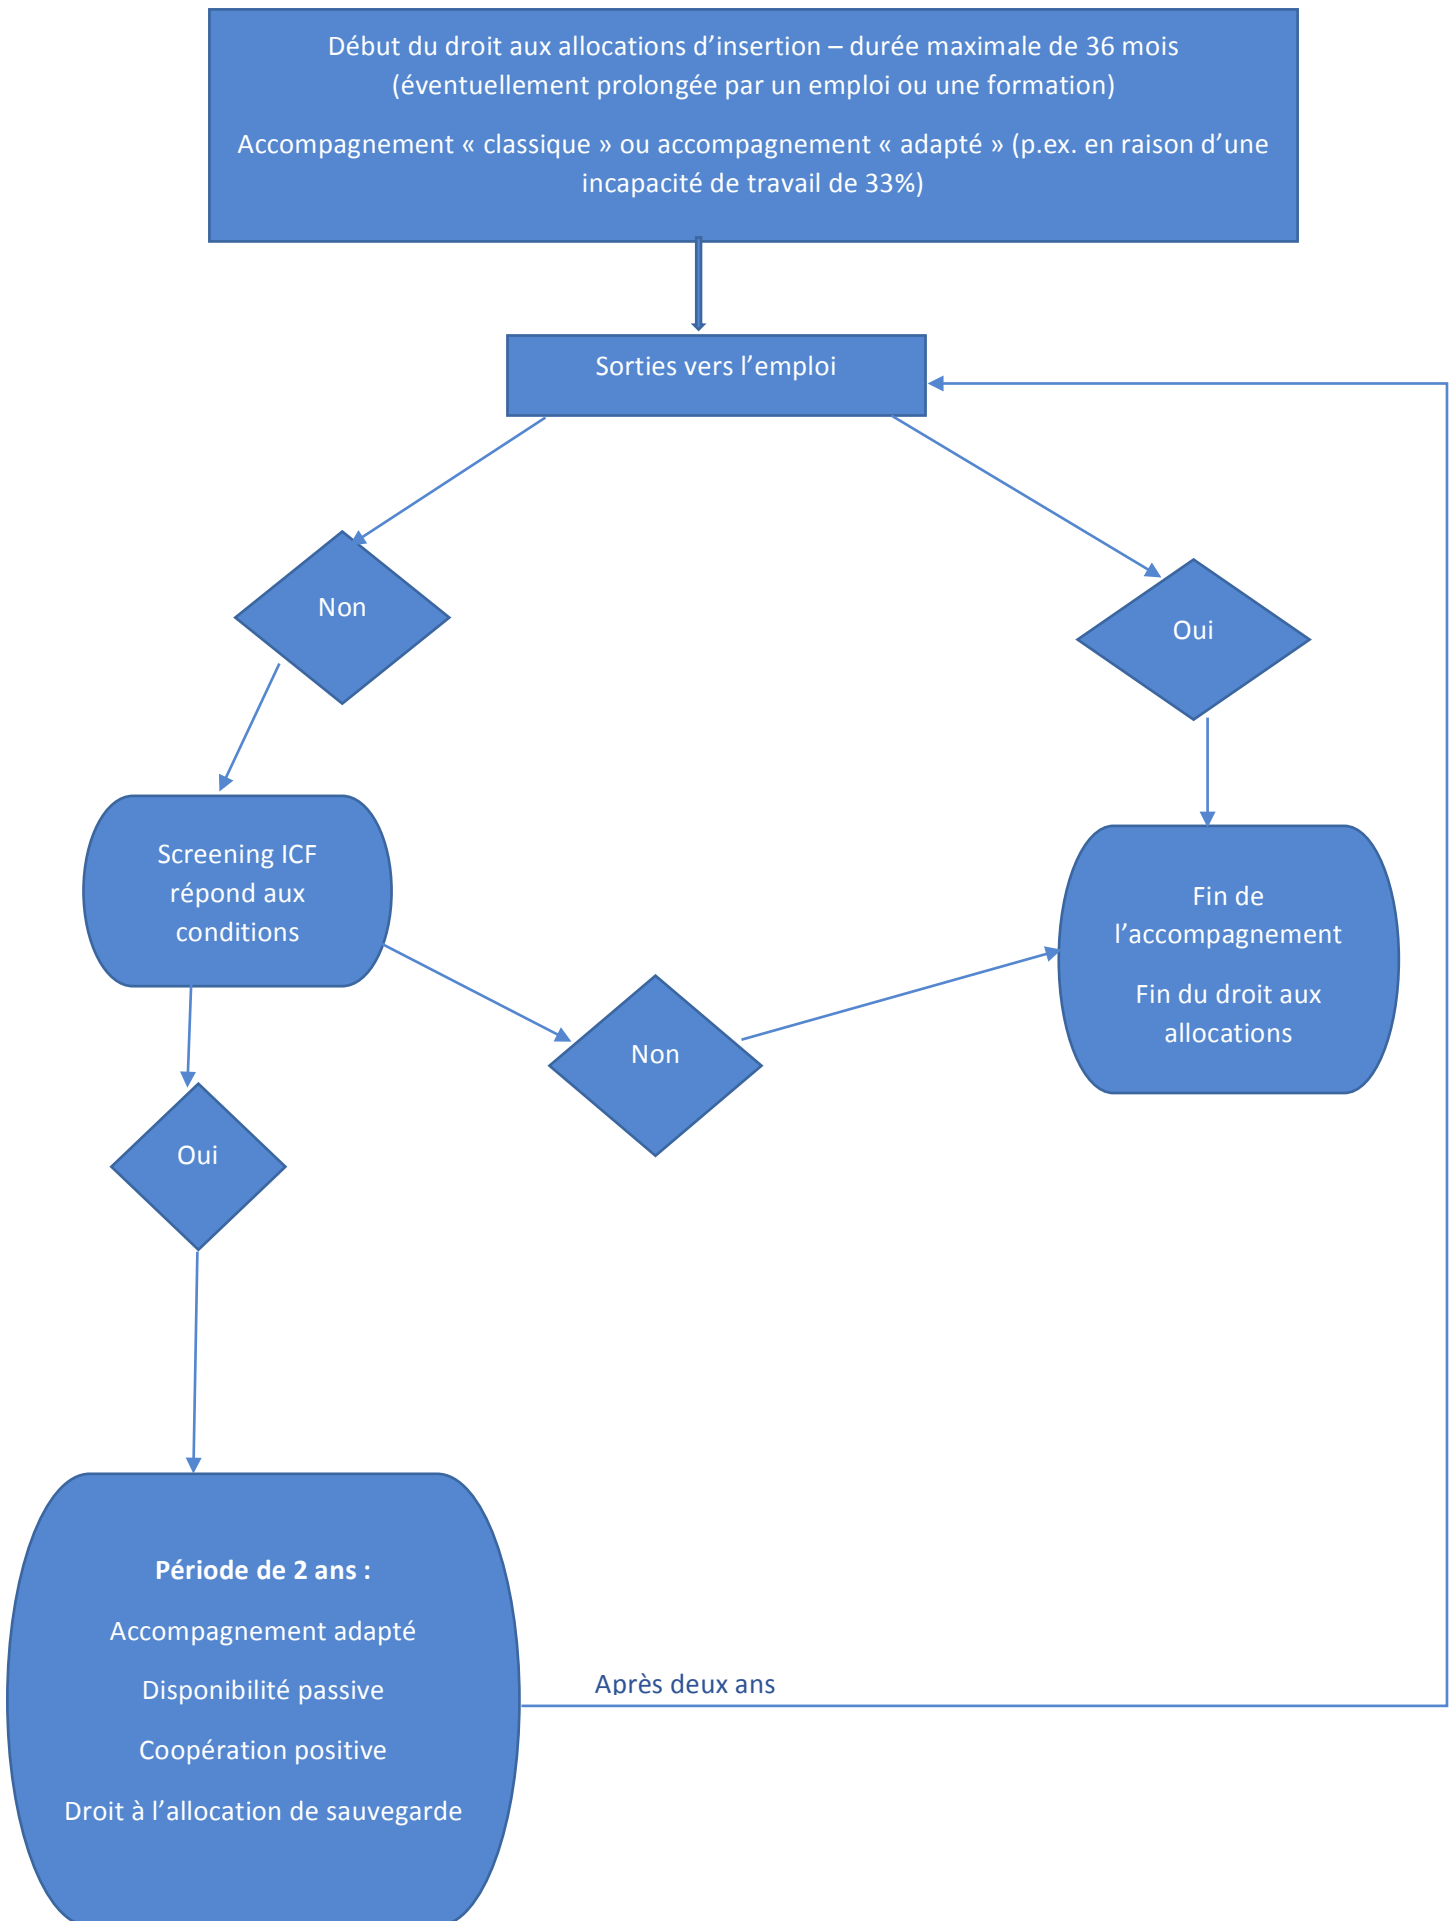 Début du droit aux allocations d’insertion – durée maximale de 36 mois
(éventuellement prolongée par un emploi ou une formation)
Accompagnement « classique » ou accompagnement « adapté » (p.ex. en raison d’une
incapacité de travail de 33%)
Sorties vers l’emploi
Non
Oui
Screening ICF
répond aux
conditions
Fin de
l’accompagnement
Fin du droit aux
allocations
Non
Oui
Période de 2 ans :
Accompagnement adapté
Disponibilité passive
Coopération positive
Droit à l’allocation de sauvegarde
Après deux ans